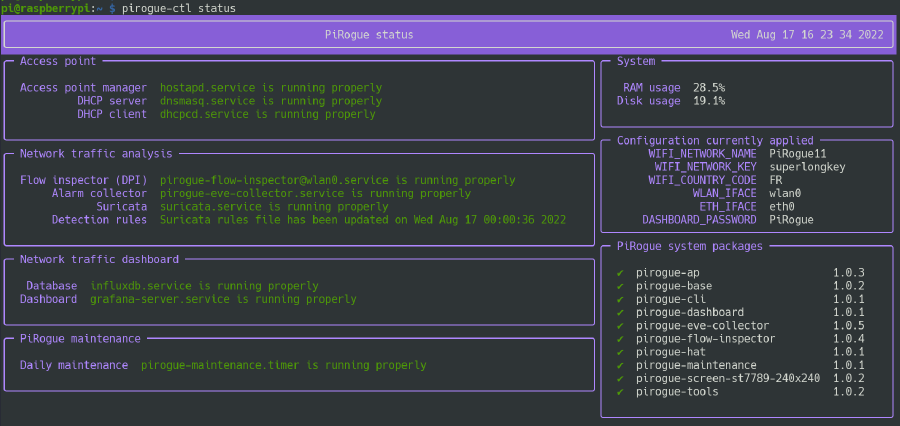 pi@raspberrypi:~ $ pirogue-ctl status
PiRogue status Wed Aug 17 16 23 34 2022
Access point
Access point manager hostapd.service is running properly
DHCP server dnsmasq.service is running properly
DHCP client dhcpcd.service is running properly
Network traffic analysis
Flow inspector (DPI) pirogue-flow-inspector@wlan0.service is running properly
Alarm collector pirogue-eve-collector.service is running properly
Suricata suricata.service is running properly
Detection rules Suricata rules file has been updated on Wed Aug 17 00:00:36 2022
Network traffic dashboard
Database influxdb.service is running properly
Dashboard grafana-server.service is running properly
PiRogue maintenance
Daily maintenance pirogue-maintenance.timer is running properly
System
RAM usage 28.5%
Disk usage 19.1%
Configuration currently applied
WIFI_NETWORK_NAME PiRogue11
WIFI_NETWORK_KEY superlongkey
WIFI_COUNTRY_CODE FR
WLAN_IFACE wlan0
ETH_IFACE eth0
DASHBOARD_PASSWORD PiRogue
PiRogue system packages
✔ pirogue-ap 1.0.3
✔ pirogue-base 1.0.2
✔ pirogue-cli 1.0.1
✔ pirogue-dashboard 1.0.1
✔ pirogue-eve-collector 1.0.5
✔ pirogue-flow-inspector 1.0.4
✔ pirogue-hat 1.0.1
✔ pirogue-maintenance 1.0.1
✔ pirogue-screen-st7789-240x240 1.0.2
✔ pirogue-tools 1.0.2